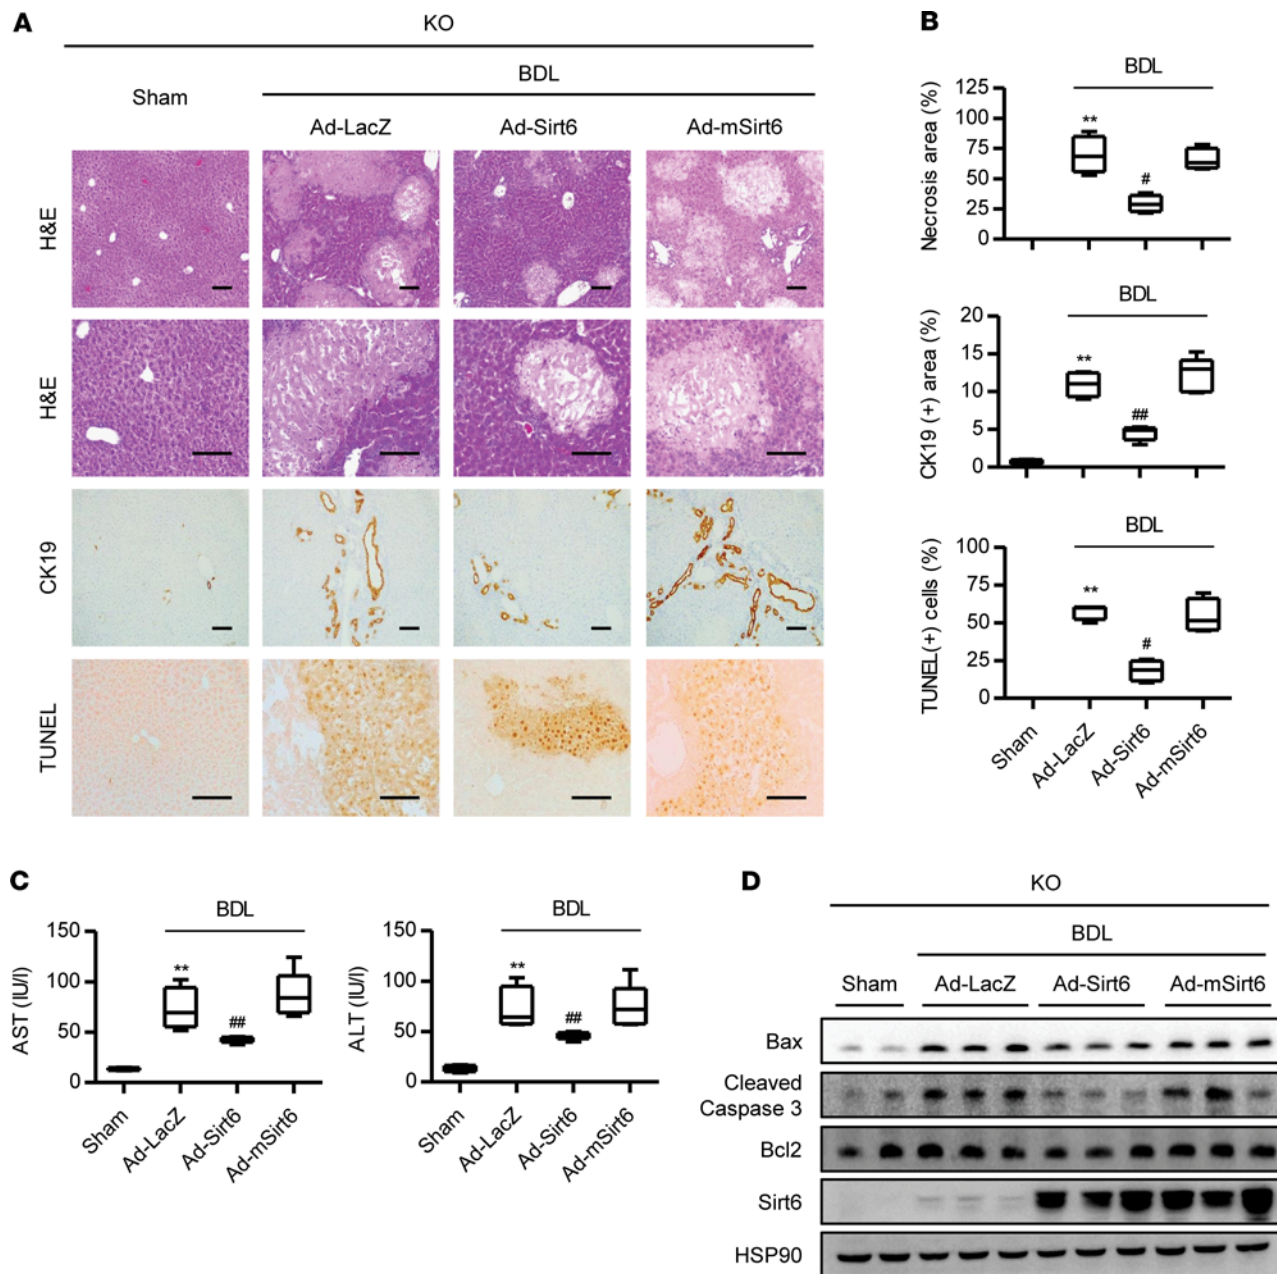 A
KO
Sham
BDL
Ad-LacZ
Ad-Sirt6
Ad-mSirt6
H&E
H&E
CK19
TUNEL
B
BDL
Necrosis area (%)
125
100
75
50
25
0
**
#
BDL
CK19 (+) area (%)
20
15
10
5
0
**
##
BDL
TUNEL(+) cells (%)
100
75
50
25
0
**
#
Sham
Ad-LacZ
Ad-Sirt6
Ad-mSirt6
C
BDL
AST (IU/l)
150
100
50
0
**
##
Sham
Ad-LacZ
Ad-Sirt6
Ad-mSirt6
BDL
ALT (IU/l)
150
100
50
0
**
##
Sham
Ad-LacZ
Ad-Sirt6
Ad-mSirt6
D
KO
BDL
Sham
Ad-LacZ
Ad-Sirt6
Ad-mSirt6
Bax
Cleaved
Caspase 3
Bcl2
Sirt6
HSP90